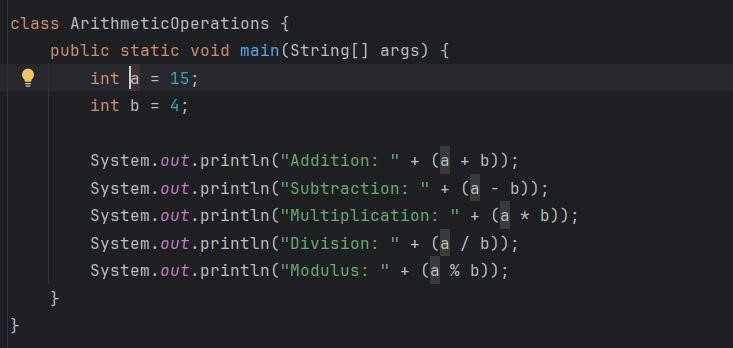 class ArithmeticOperations {
    public static void main(String[] args) {
        int a = 15;
        int b = 4;

        System.out.println("Addition: " + (a + b));
        System.out.println("Subtraction: " + (a - b));
        System.out.println("Multiplication: " + (a * b));
        System.out.println("Division: " + (a / b));
        System.out.println("Modulus: " + (a % b));
    }
}